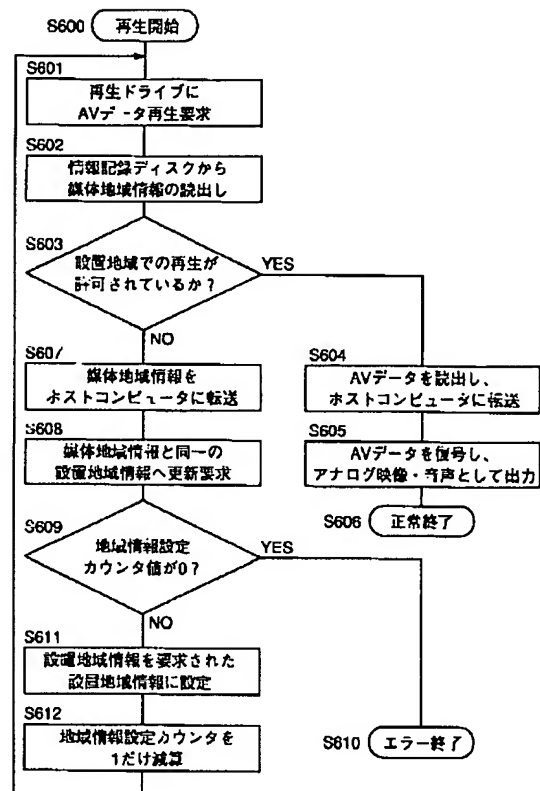 S600 再生開始
S601
再生ドライブに
AVデータ再生要求
S602
情報記録ディスクから
媒体地域情報の読出し
S603
設置地域での再生が
許可されているか？
YES
NO
S607
媒体地域情報を
ホストコンピュータに転送
S604
AVデータを読出し、
ホストコンピュータに転送
S608
媒体地域情報と同一の
設置地域情報へ更新要求
S605
AVデータを復号し、
アナログ映像・音声として出力
S606 正常終了
S609
地域情報設定
カウンタ値が0？
YES
NO
S611
設置地域情報を要求された
設置地域情報に設定
S612
地域情報設定カウンタを
1だけ減算
S610 エラー終了